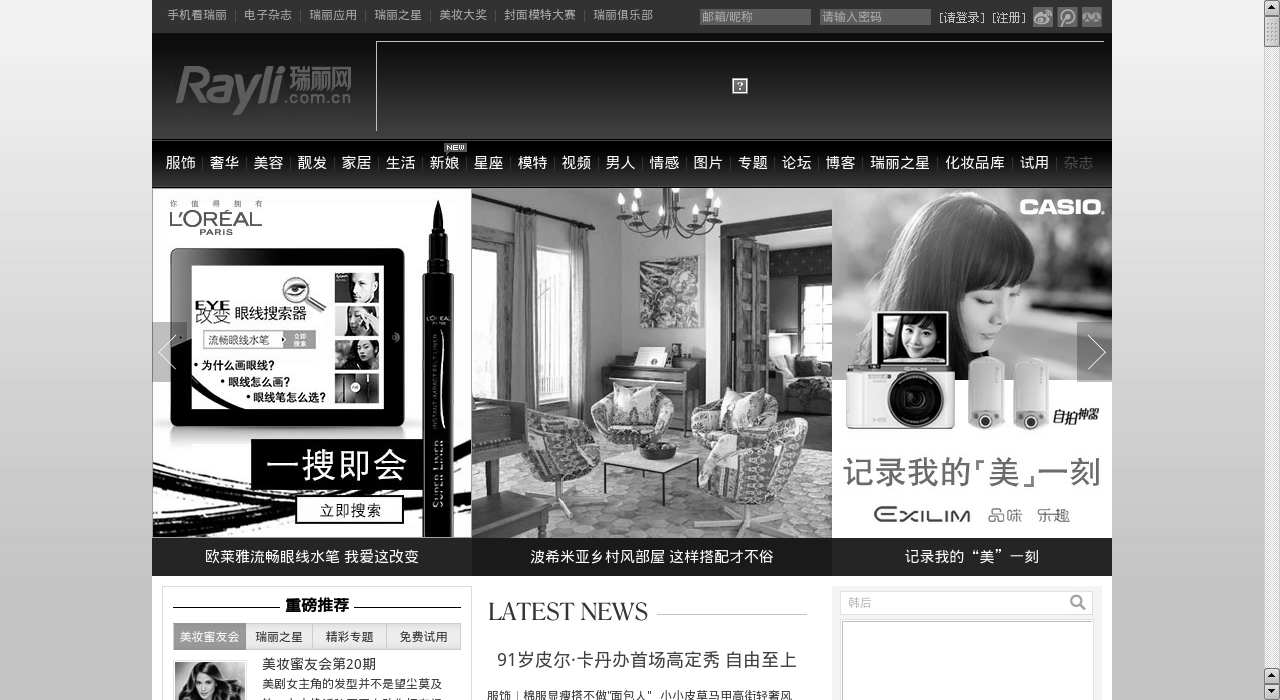 手机看瑞丽 电子杂志 瑞丽应用 瑞丽之星 美妆大奖 封面模特大赛 瑞丽俱乐部 邮箱/昵称 请输入密码 [请登录] [注册]
Rayli 瑞丽网
.com.cn
NEW
服饰 奢华 美容 靓发 家居 生活 新娘 星座 模特 视频 男人 情感 图片 专题 论坛 博客 瑞丽之星 化妆品库 试用 杂志
你值得拥有
L'ORÉAL
PARIS
EYE
改变 眼线搜索器
流畅眼线水笔 立即搜索
• 为什么画眼线?
• 眼线怎么画?
• 眼线笔怎么选?
SUPER LINER
一搜即会
立即搜索
CASIO
EXILIM
自拍神器
记录我的『美』一刻
EXILIM 品味 乐趣
欧莱雅流畅眼线水笔 我爱这改变
波希米亚乡村风部屋 这样搭配才不俗
记录我的“美”一刻
重磅推荐
美妆蜜友会 瑞丽之星 精彩专题 免费试用
美妆蜜友会第20期
美剧女主角的发型并不是望尘莫及
LATEST NEWS
91岁皮尔·卡丹办首场高定秀 自由至上
服饰 | 棉服显瘦搭不做"面包人" 小小皮草马甲高街轻奢风
韩后